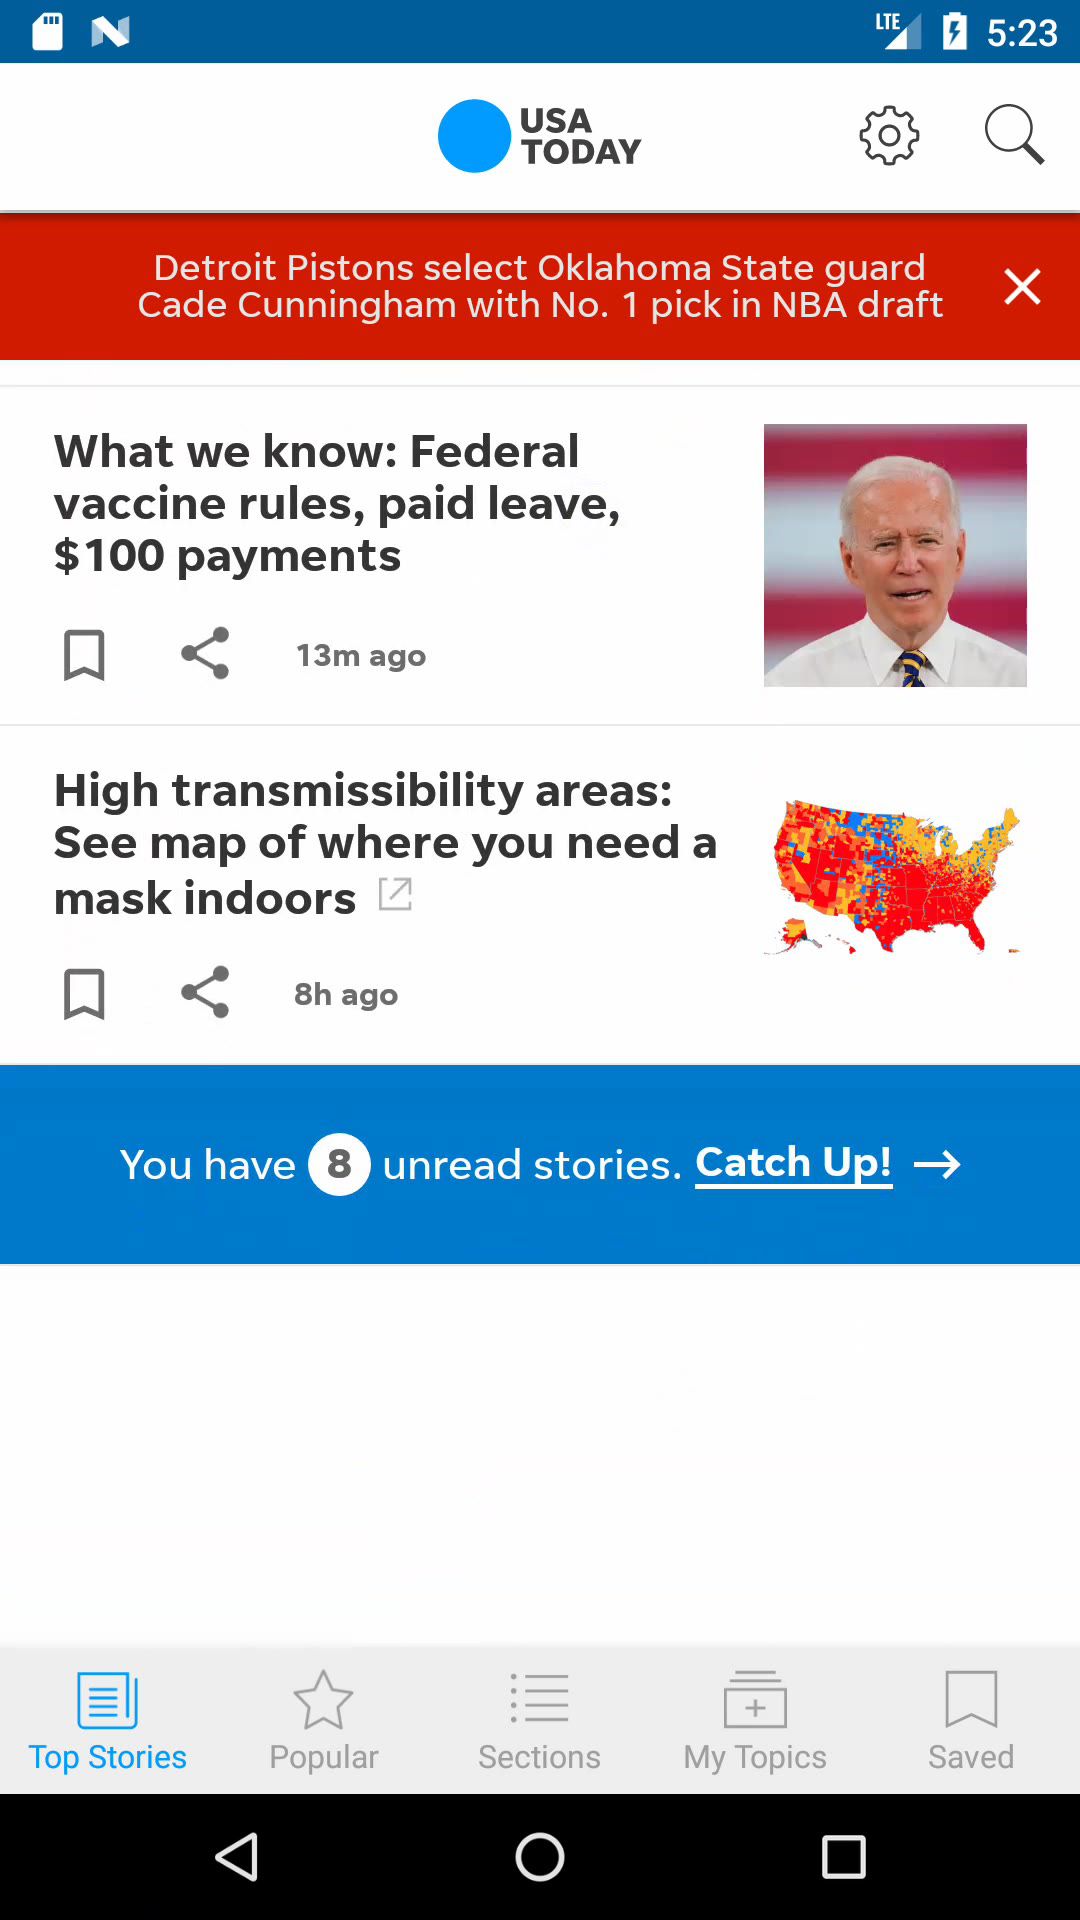 LTE
5:23
USA
TODAY
Detroit Pistons select Oklahoma State guard
Cade Cunningham with No. 1 pick in NBA draft
What we know: Federal
vaccine rules, paid leave,
$100 payments
13m ago
High transmissibility areas:
See map of where you need a
mask indoors
8h ago
You have 8 unread stories. Catch Up!
Top Stories
Popular
Sections
My Topics
Saved